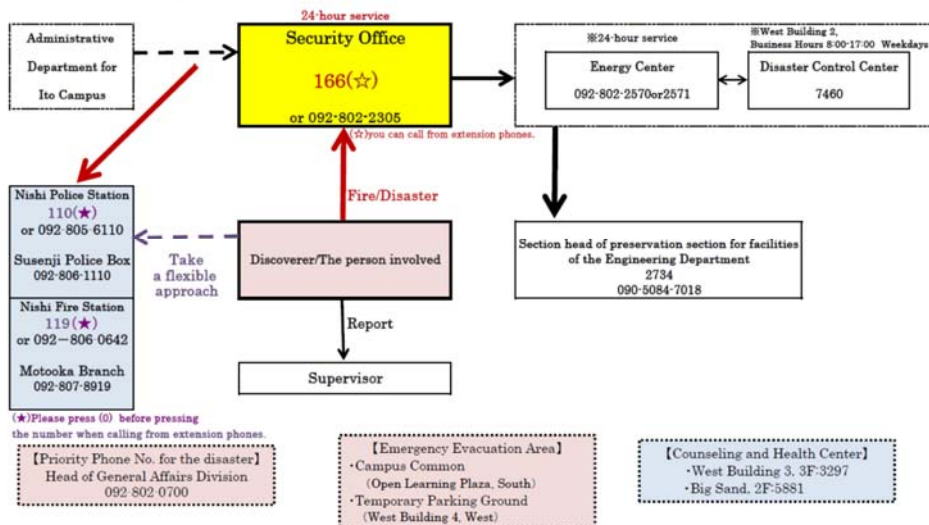 24-hour service
Administrative
Department for
Ito Campus
Security Office
166(☆)
or 092-802-2305
(☆)you can call from extension phones.
※24-hour service
Energy Center
092-802-2570or2571
※West Building 2,
Business Hours 8:00-17:00 Weekdays
Disaster Control Center
7460
Fire/Disaster
Nishi Police Station
110(★)
or 092-805-6110
Susenji Police Box
092-806-1110
Nishi Fire Station
119(★)
or 092－806-0642
Motooka Branch
092-807-8919
(★)Please press (0) before pressing
the number when calling from extension phones.
Take
a flexible
approach
Discoverer/The person involved
Report
Supervisor
Section head of preservation section for facilities
of the Engineering Department
2734
090-5084-7018
【Priority Phone No. for the disaster】
Head of General Affairs Division
092-802-0700
【Emergency Evacuation Area】
・Campus Common
(Open Learning Plaza, South)
・Temporary Parking Ground
(West Building 4, West)
【Counseling and Health Center】
・West Building 3. 3F:3297
・Big Sand. 2F:5881